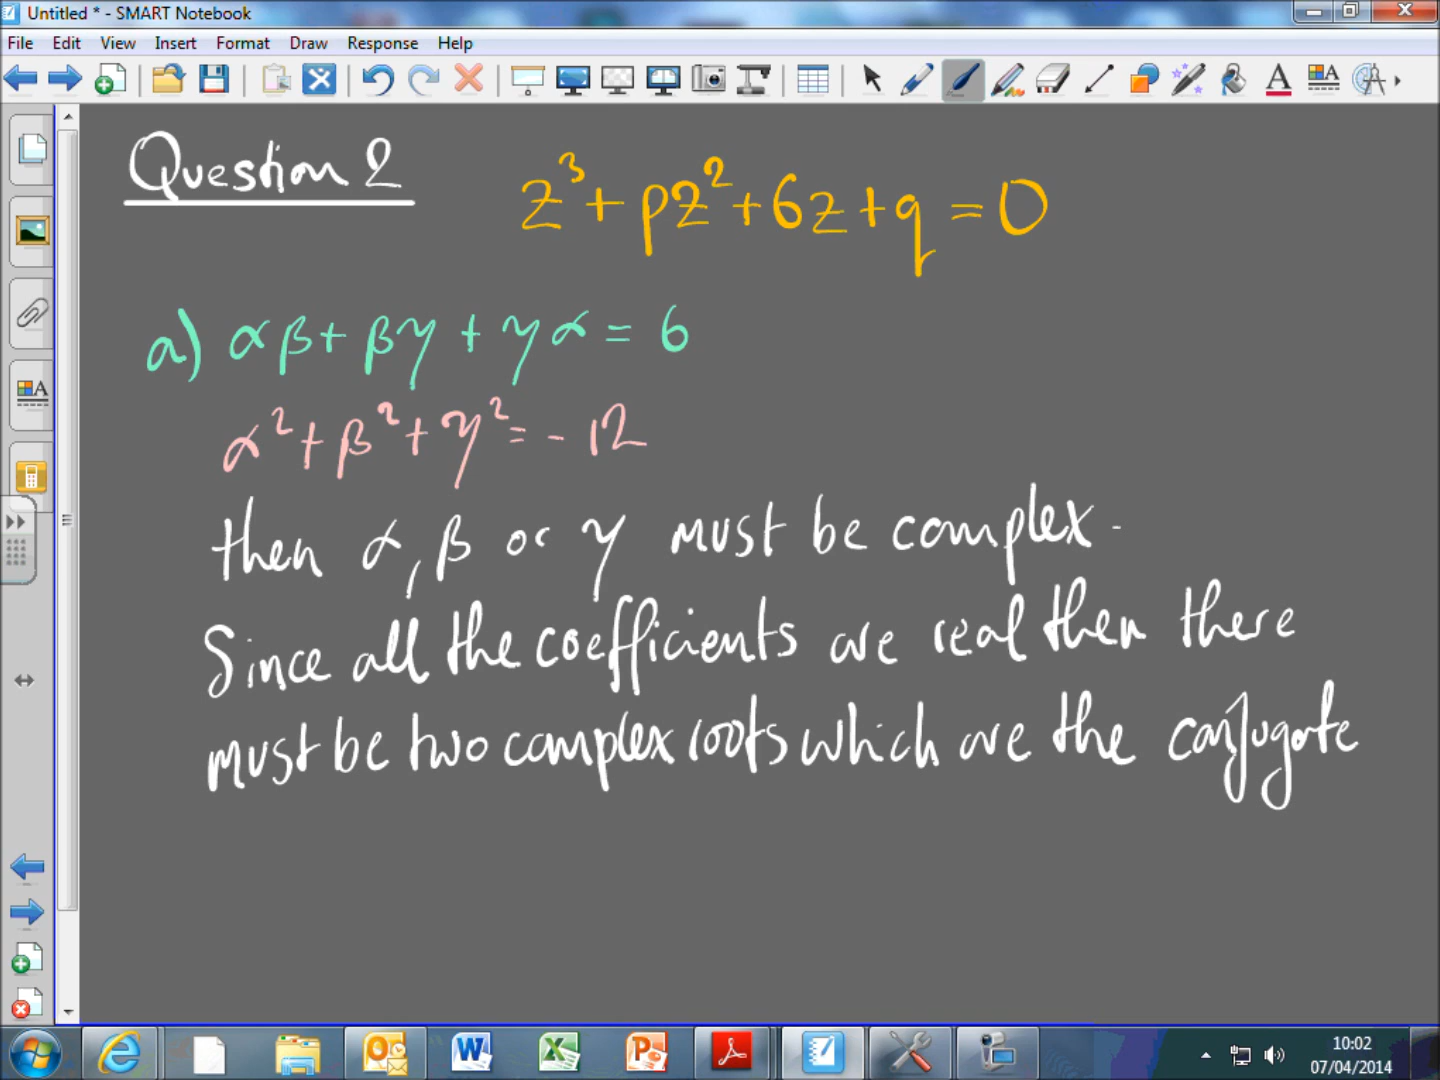 Untitled * - SMART Notebook
File Edit View Insert Format Draw Response Help
Question 2
z³ + pz² + 6z + q = 0
a) αβ + βγ + γα = 6
α² + β² + γ² = - 12
then α, β or γ must be complex.
Since all the coefficients are real then there
must be two complex roots which are the conjugate
10:02
07/04/2014